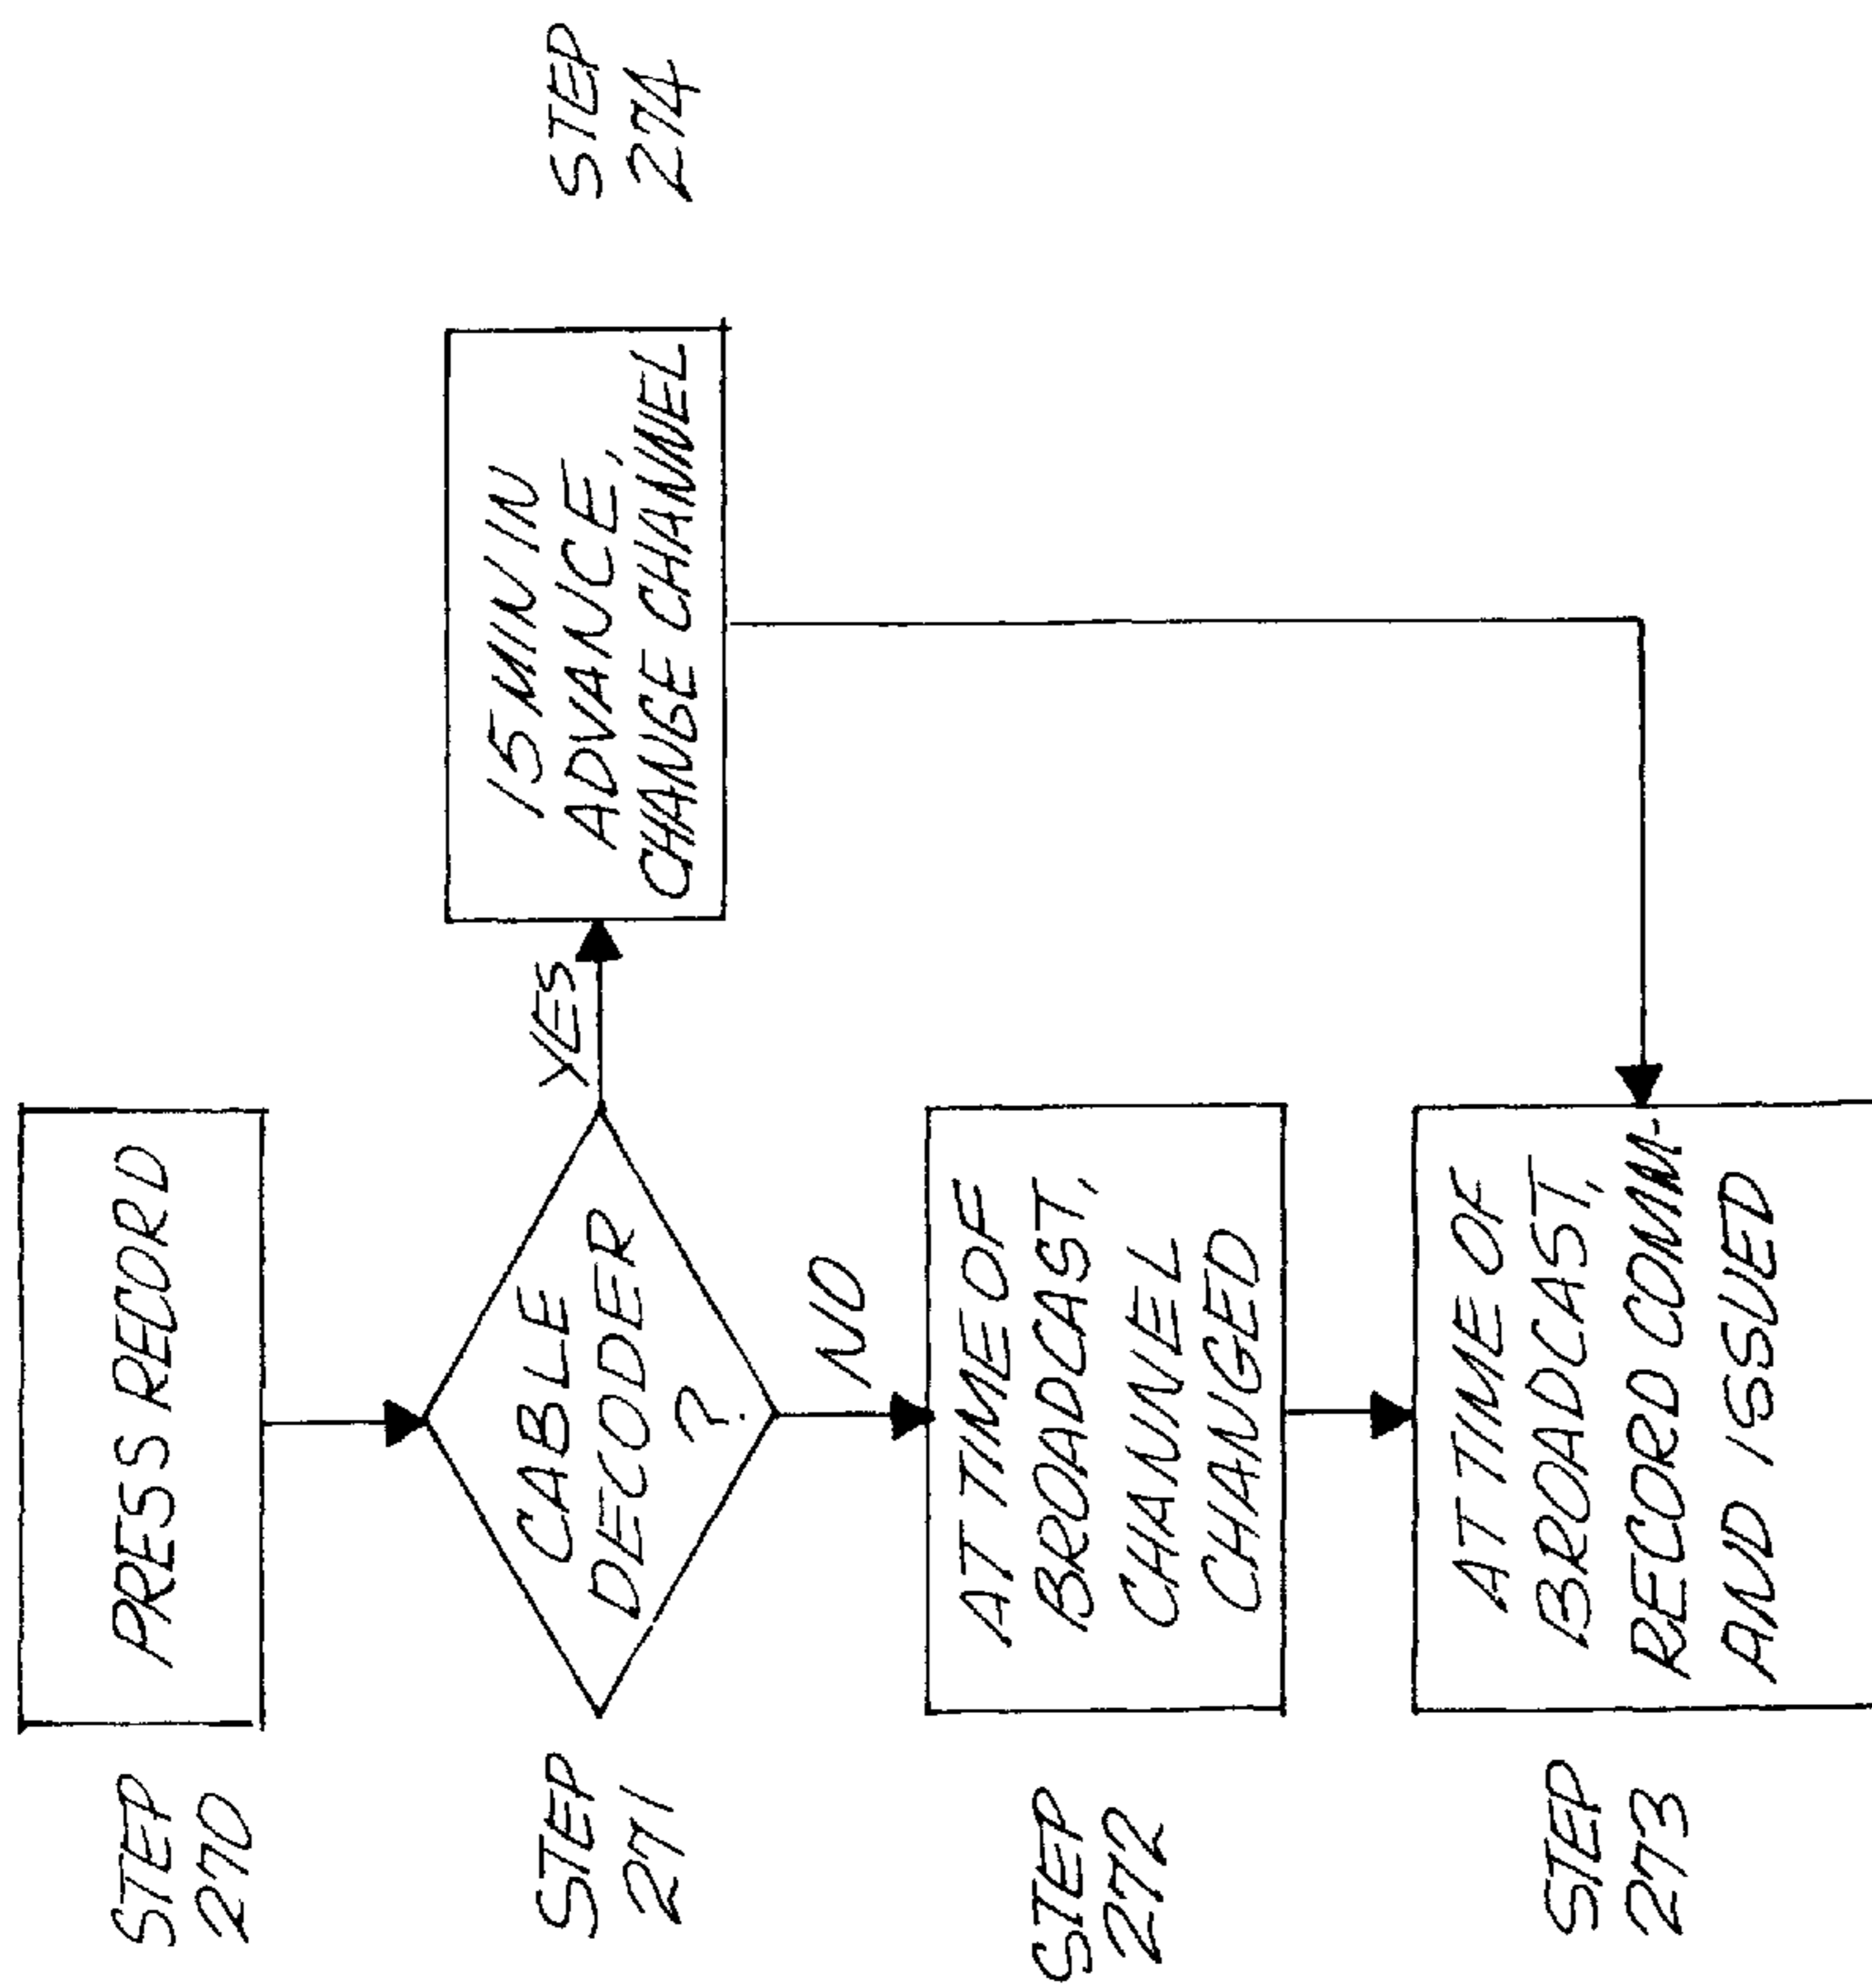 STEP
270
PRESS RECORD
STEP
271
CABLE
DECODER
?
YES
15 MIN IN
ADVANCE,
CHANGE CHANNEL
STEP
274
NO
STEP
272
AT TIME OF
BROADCAST,
CHANNEL
CHANGED
STEP
273
AT TIME OF
BROADCAST,
RECORD COMM-
AND ISSUED